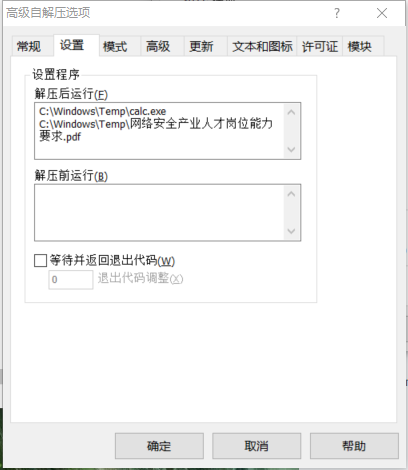 高级自解压选项
?
常规 设置 模式 高级 更新 文本和图标 许可证 模块
设置程序
解压后运行(F)
C:\Windows\Temp\calc.exe
C:\Windows\Temp\网络安全产业人才岗位能力
要求.pdf
解压前运行(B)
等待并返回退出代码(W)
0 退出代码调整(X)
确定 取消 帮助